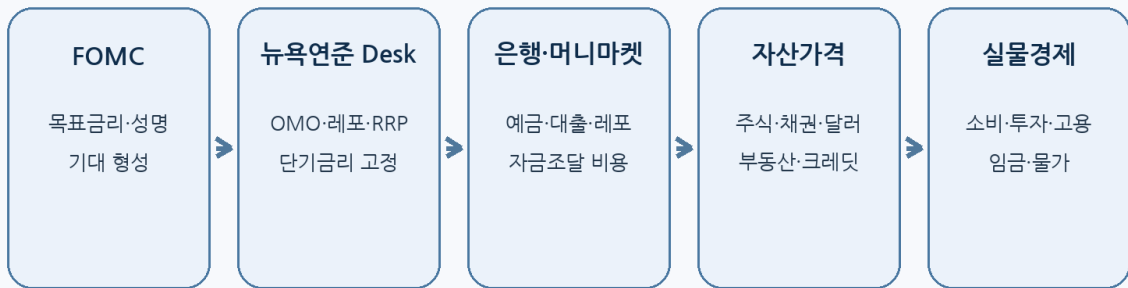 FOMC
목표금리·성명
기대 형성
뉴욕연준 Desk
OMO·레포·RRP
단기금리 고정
은행·머니마켓
예금·대출·레포
자금조달 비용
자산가격
주식·채권·달러
부동산·크레딧
실물경제
소비·투자·고용
임금·물가